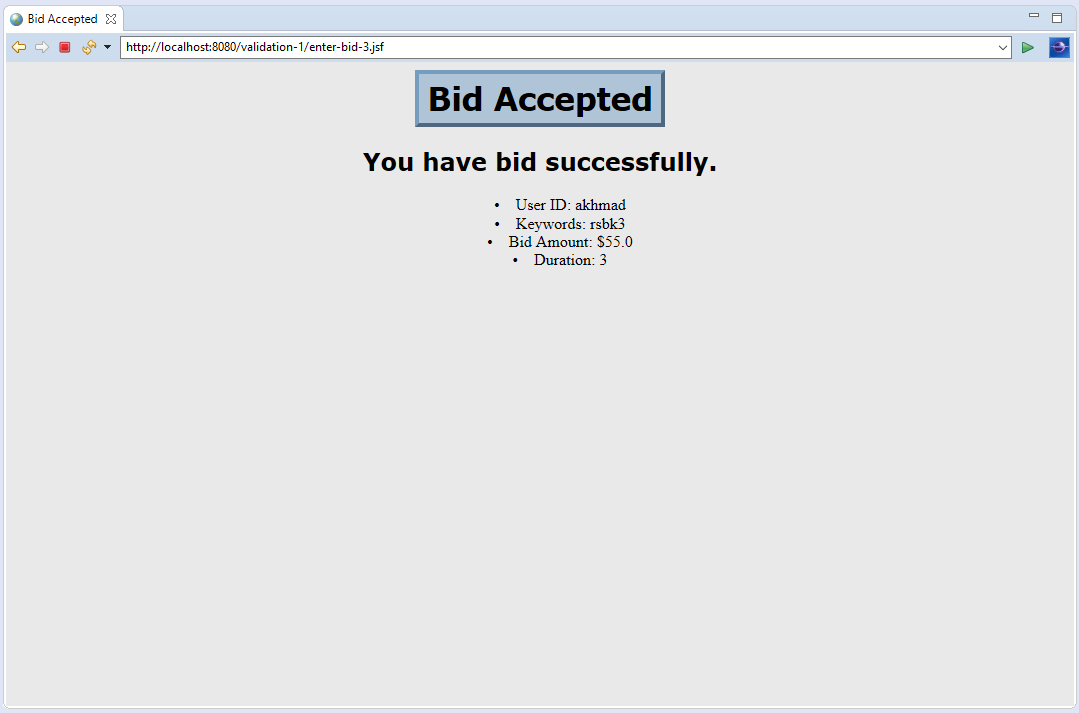 Bid Accepted
http://localhost:8080/validation-1/enter-bid-3.jsf
Bid Accepted
You have bid successfully.
• User ID: akhmad
• Keywords: rsbk3
• Bid Amount: $55.0
• Duration: 3